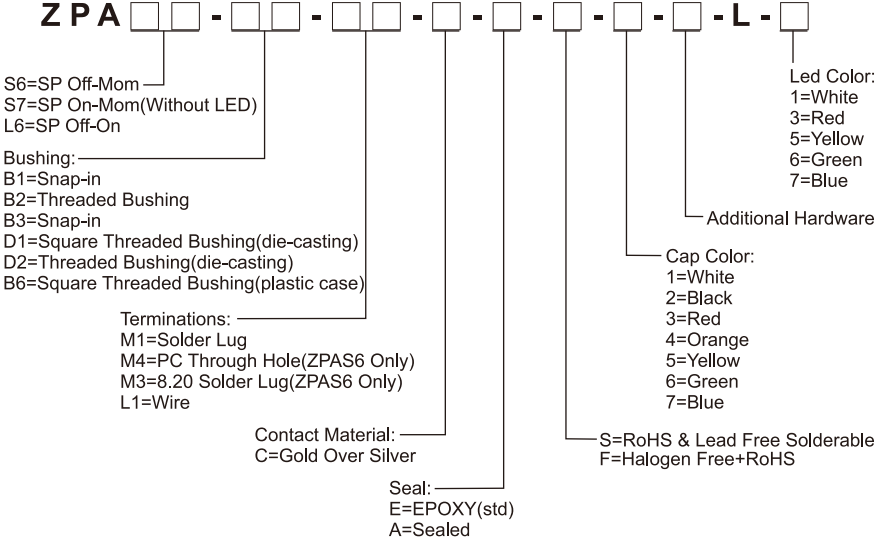 ZPA□□-□□-□□-□-□-□-□-□-L-□
S6=SP Off-Mom
S7=SP On-Mom(Without LED)
L6=SP Off-On
Bushing:
B1=Snap-in
B2=Threaded Bushing
B3=Snap-in
D1=Square Threaded Bushing(die-casting)
D2=Threaded Bushing(die-casting)
B6=Square Threaded Bushing(plastic case)
Terminations:
M1=Solder Lug
M4=PC Through Hole(ZPAS6 Only)
M3=8.20 Solder Lug(ZPAS6 Only)
L1=Wire
Contact Material:
C=Gold Over Silver
Seal:
E=EPOXY(std)
A=Sealed
S=RoHS & Lead Free Solderable
F=Halogen Free+RoHS
Cap Color:
1=White
2=Black
3=Red
4=Orange
5=Yellow
6=Green
7=Blue
Additional Hardware
Led Color:
1=White
3=Red
5=Yellow
6=Green
7=Blue